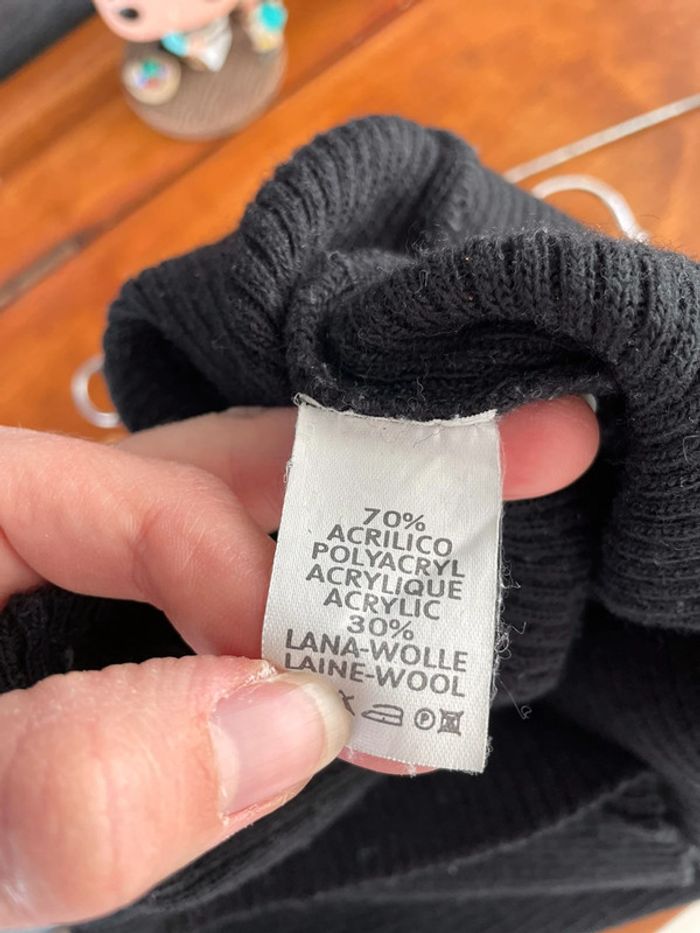 70%
ACRILICO
POLYACRYL
ACRYLIQUE
ACRYLIC
30%
LANA-WOLLE
LAINE-WOOL
P